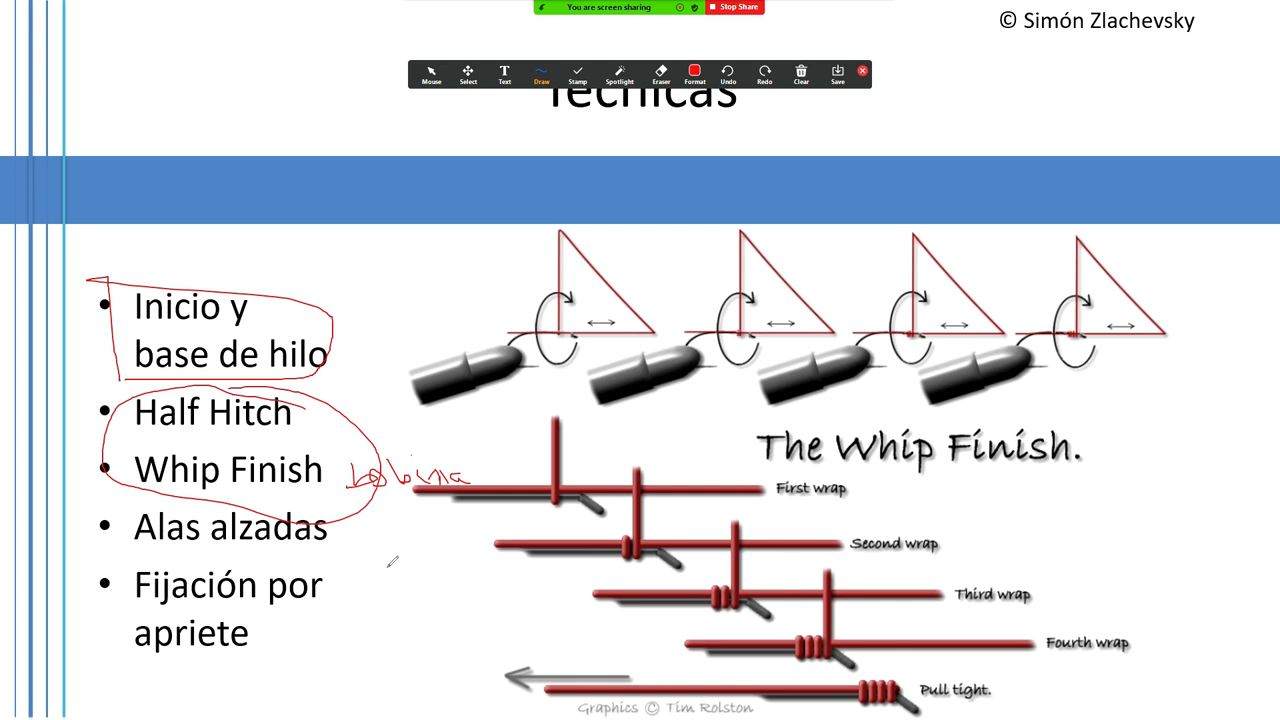 You are screen sharing
Stop Share
© Simón Zlachevsky
Mouse
Select
Text
Draw
Stamp
Spotlight
Eraser
Format
Undo
Redo
Clear
Save
Técnicas
• Inicio y
base de hilo
• Half Hitch
• Whip Finish
bobina
• Alas alzadas
• Fijación por
apriete
The Whip Finish.
First wrap
Second wrap
Third wrap
Fourth wrap
Pull tight.
Graphics © Tim Rolston